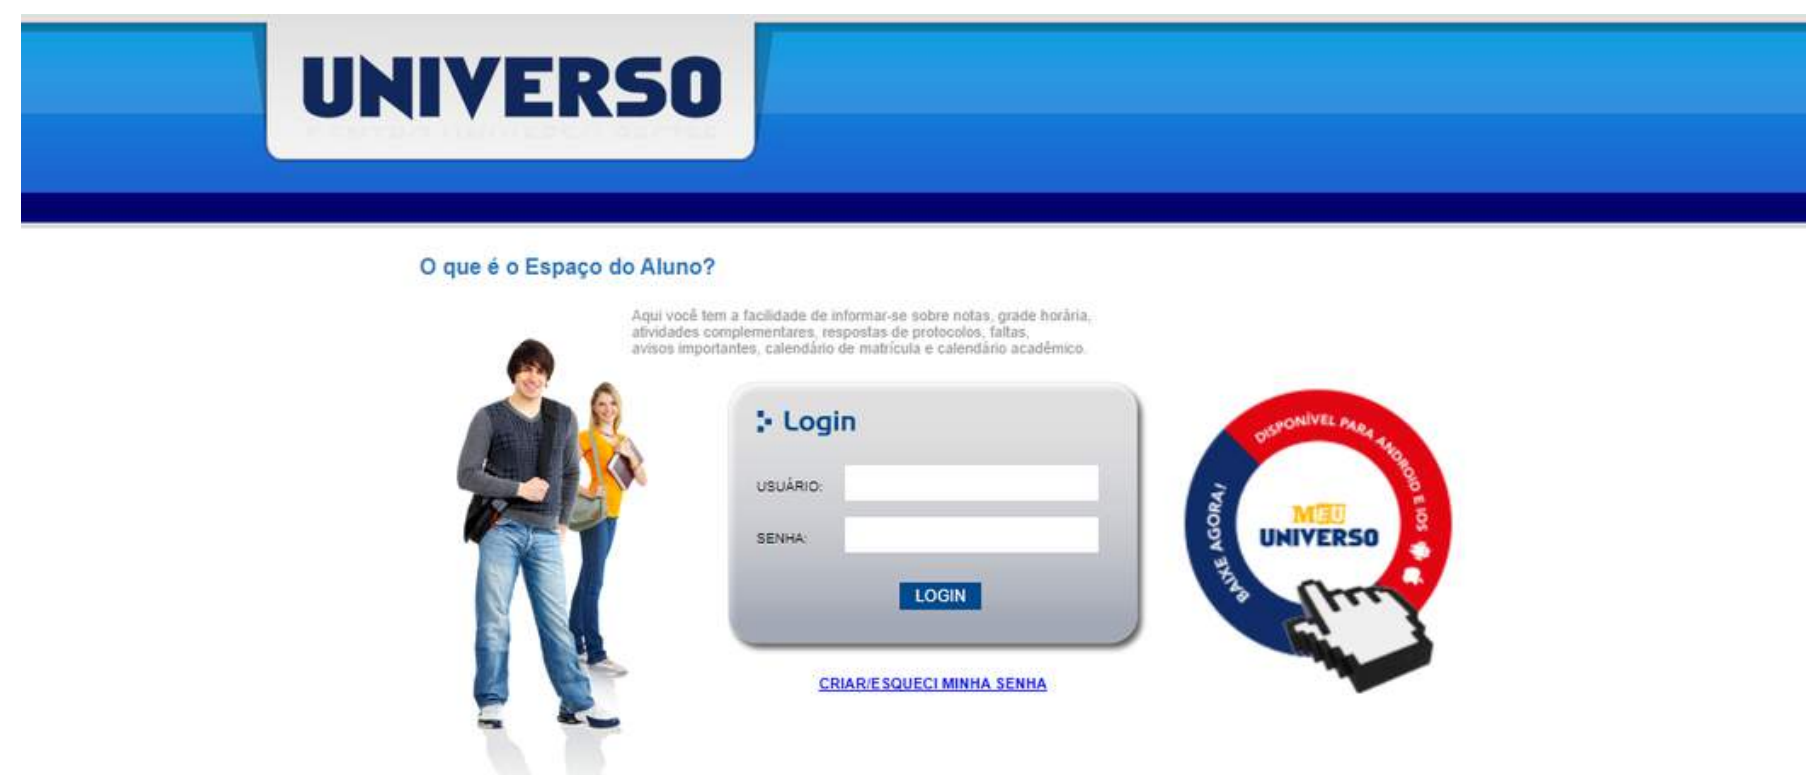 UNIVERSO
O que é o Espaço do Aluno?
Aqui você tem a facilidade de informar-se sobre notas, grade horária,
atividades complementares, respostas de protocolos, faltas,
avisos importantes, calendário de matrícula e calendário acadêmico.
Login
USUÁRIO:
SENHA:
LOGIN
CRIAR/ESQUECI MINHA SENHA
BAIXE AGORA!
DISPONÍVEL PARA ANDROID E IOS
MEU
UNIVERSO